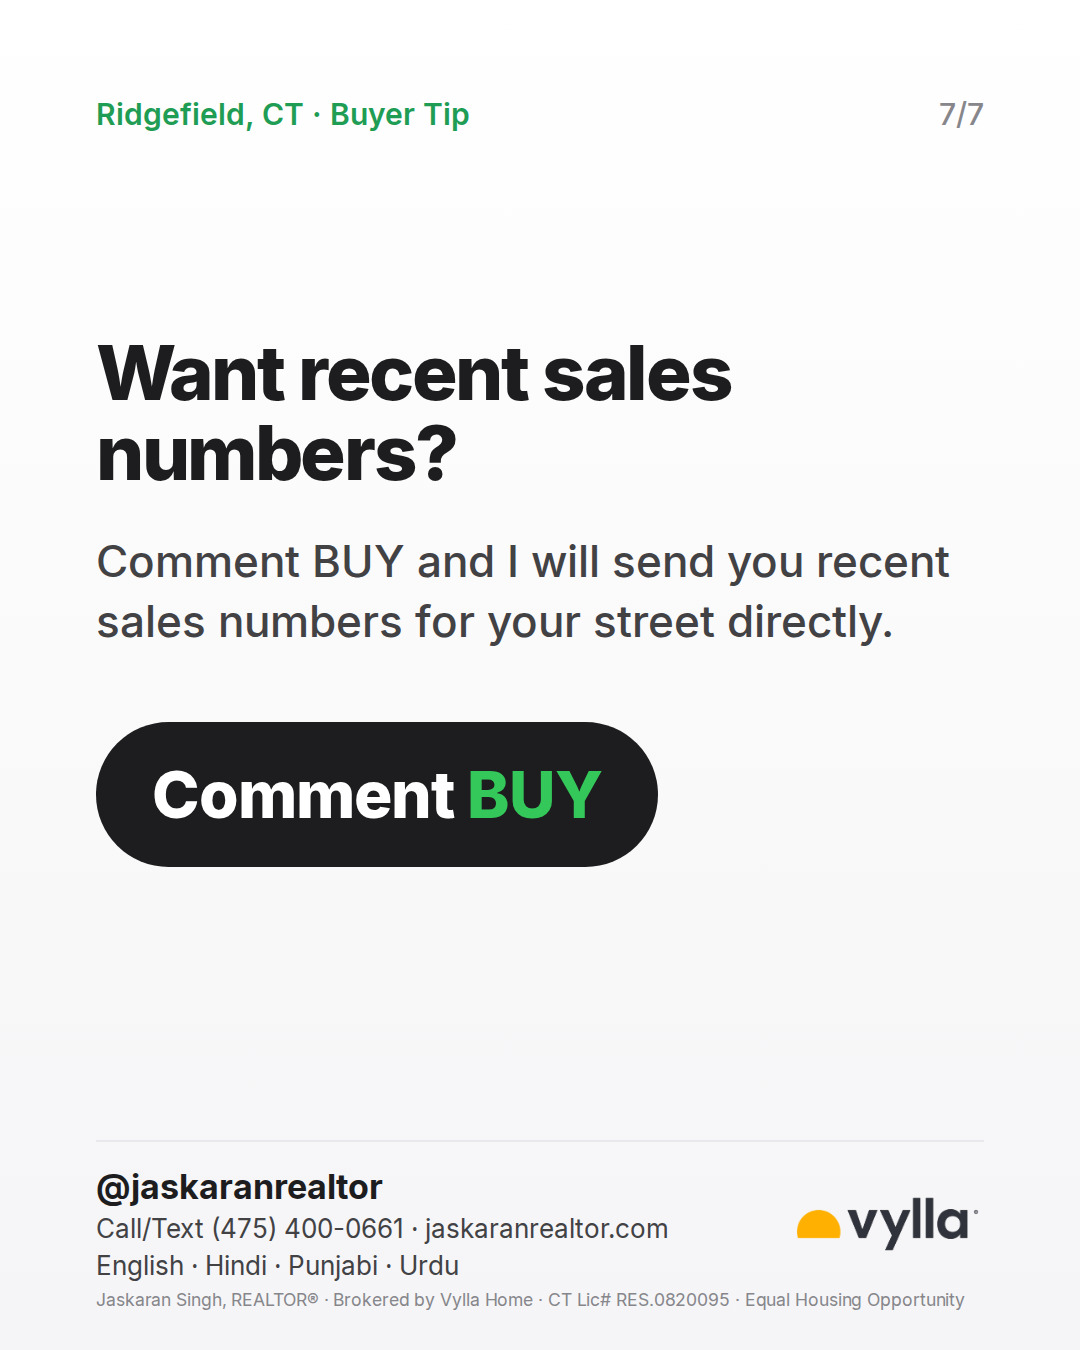 Ridgefield, CT · Buyer Tip
7/7
Want recent sales
numbers?
Comment BUY and I will send you recent
sales numbers for your street directly.
Comment BUY
@jaskaranrealtor
Call/Text (475) 400-0661 · jaskaranrealtor.com
English · Hindi · Punjabi · Urdu
vylla
Jaskaran Singh, REALTOR® · Brokered by Vylla Home · CT Lic# RES.0820095 · Equal Housing Opportunity